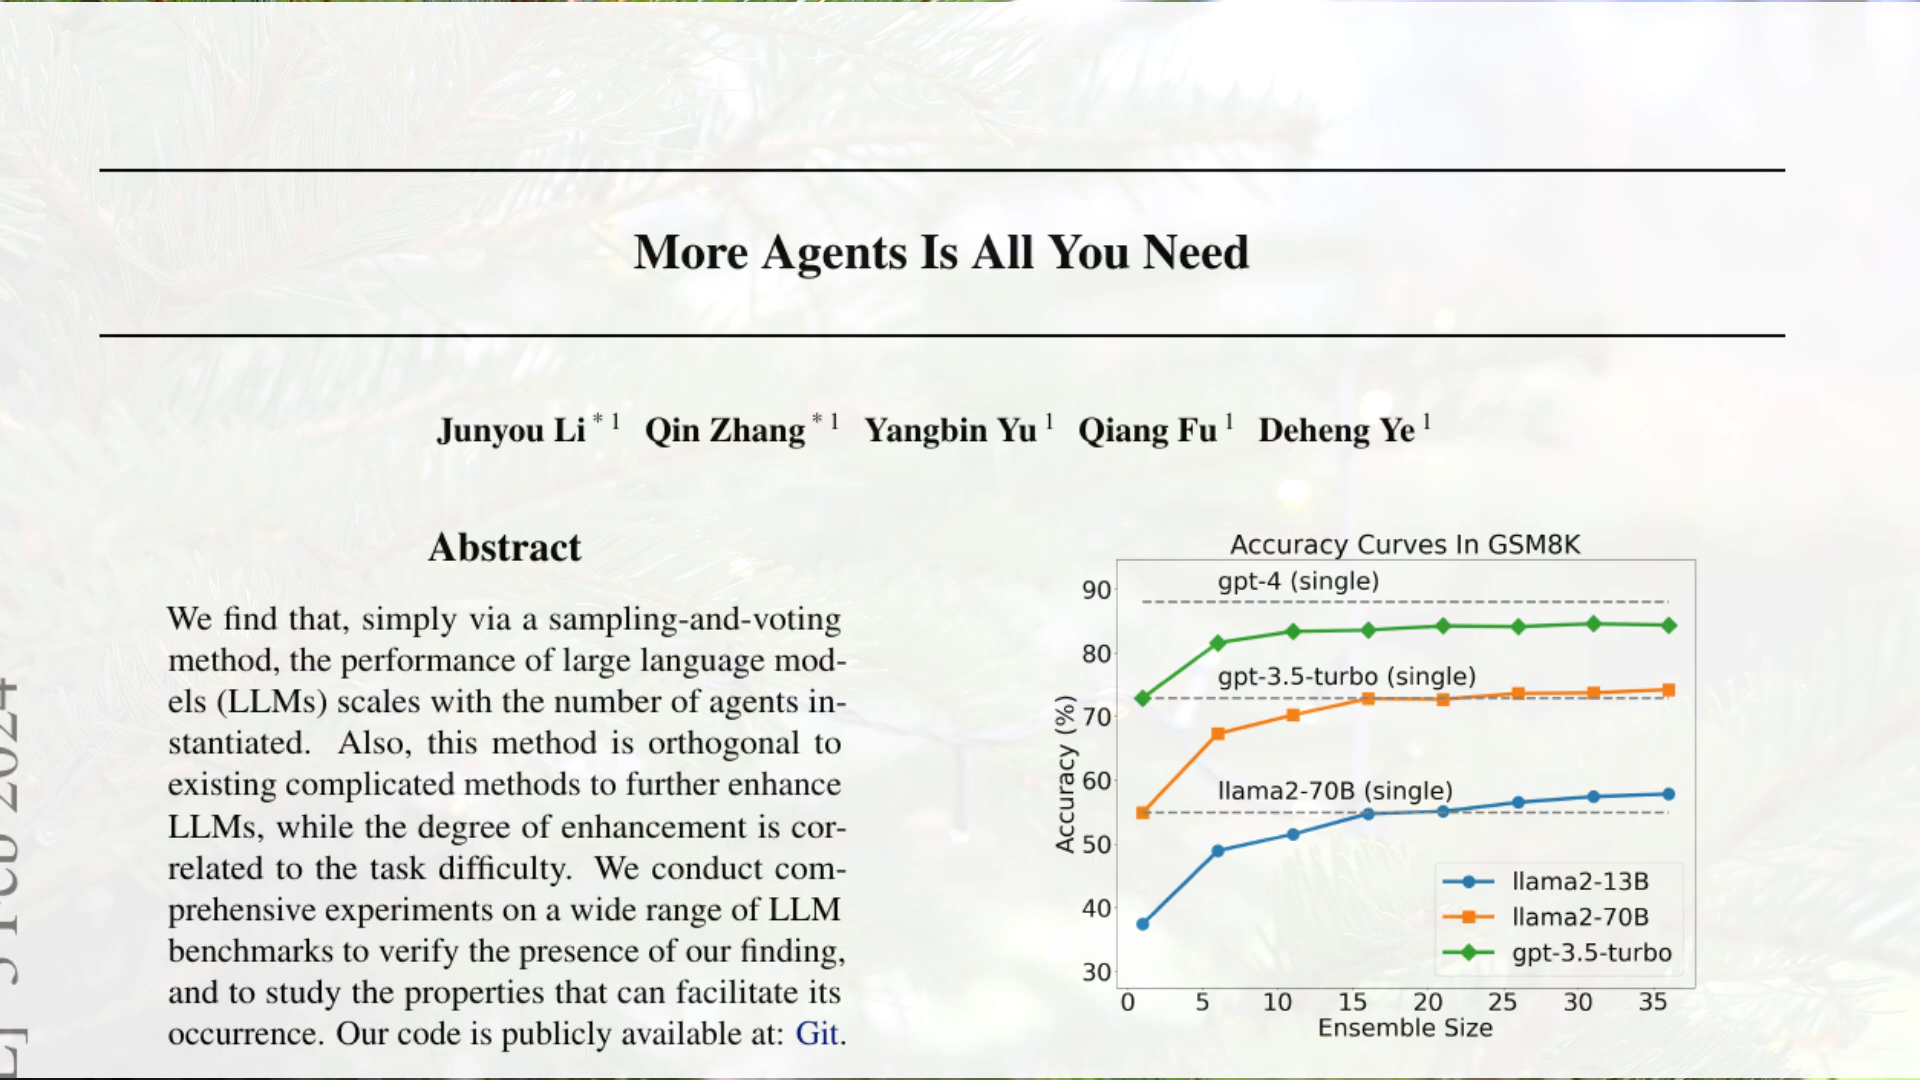 More Agents Is All You Need
Junyou Li * 1 Qin Zhang * 1 Yangbin Yu 1 Qiang Fu 1 Deheng Ye 1
Abstract
We find that, simply via a sampling-and-voting
method, the performance of large language mod-
els (LLMs) scales with the number of agents in-
stantiated. Also, this method is orthogonal to
existing complicated methods to further enhance
LLMs, while the degree of enhancement is cor-
related to the task difficulty. We conduct com-
prehensive experiments on a wide range of LLM
benchmarks to verify the presence of our finding,
and to study the properties that can facilitate its
occurrence. Our code is publicly available at: Git.
Accuracy Curves In GSM8K
gpt-4 (single)
gpt-3.5-turbo (single)
llama2-70B (single)
Accuracy (%)
90
80
70
60
50
40
30
llama2-13B
llama2-70B
gpt-3.5-turbo
0 5 10 15 20 25 30 35
Ensemble Size
Feb 2024